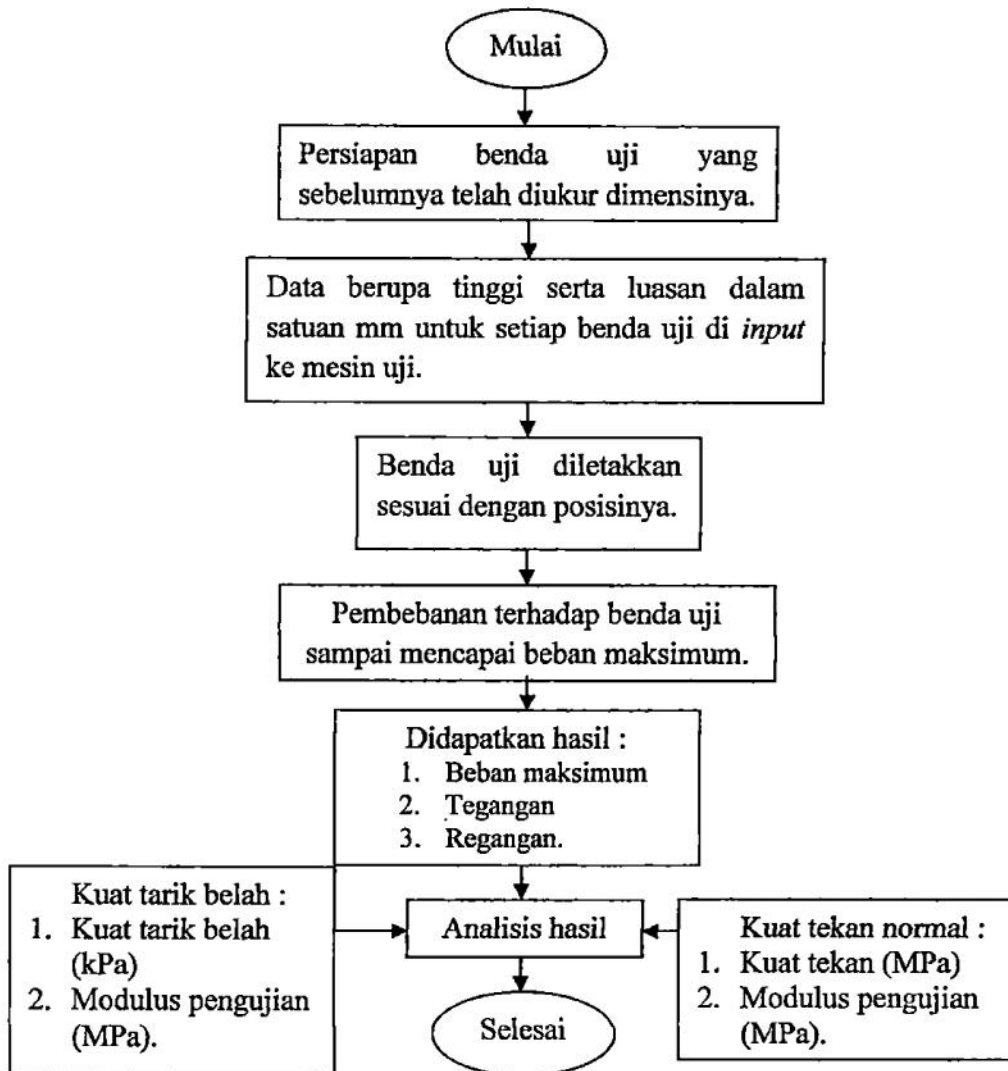 Mulai
Persiapan benda uji yang
sebelumnya telah diukur dimensinya.
Data berupa tinggi serta luasan dalam
satuan mm untuk setiap benda uji di input
ke mesin uji.
Benda uji diletakkan
sesuai dengan posisinya.
Pembebanan terhadap benda uji
sampai mencapai beban maksimum.
Didapatkan hasil :
1. Beban maksimum
2. Tegangan
3. Regangan.
Kuat tarik belah :
1. Kuat tarik belah
(kPa)
2. Modulus pengujian
(MPa).
Analisis hasil
Kuat tekan normal :
1. Kuat tekan (MPa)
2. Modulus pengujian
(MPa).
Selesai